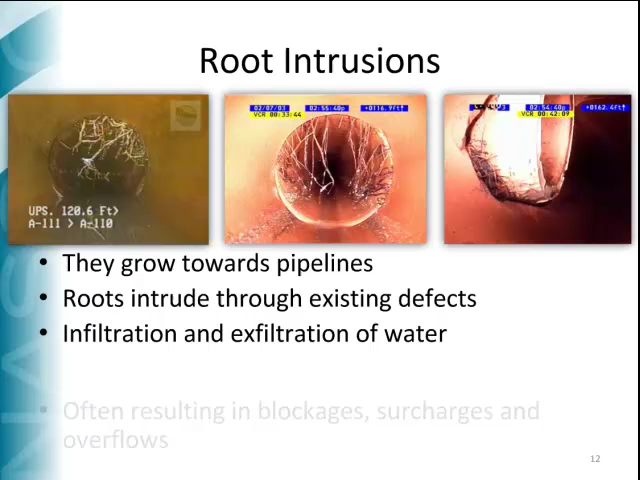 Root Intrusions
UPS. 120.6 Ft>
A-111 > A-110
02/07/03 02:55:40p +0116.9Ft↑
VCR 00:33:44
02:54:40p +0162.4Ft↑
VCR 00:42:09
• They grow towards pipelines
• Roots intrude through existing defects
• Infiltration and exfiltration of water
• Often resulting in blockages, surcharges and
overflows
12